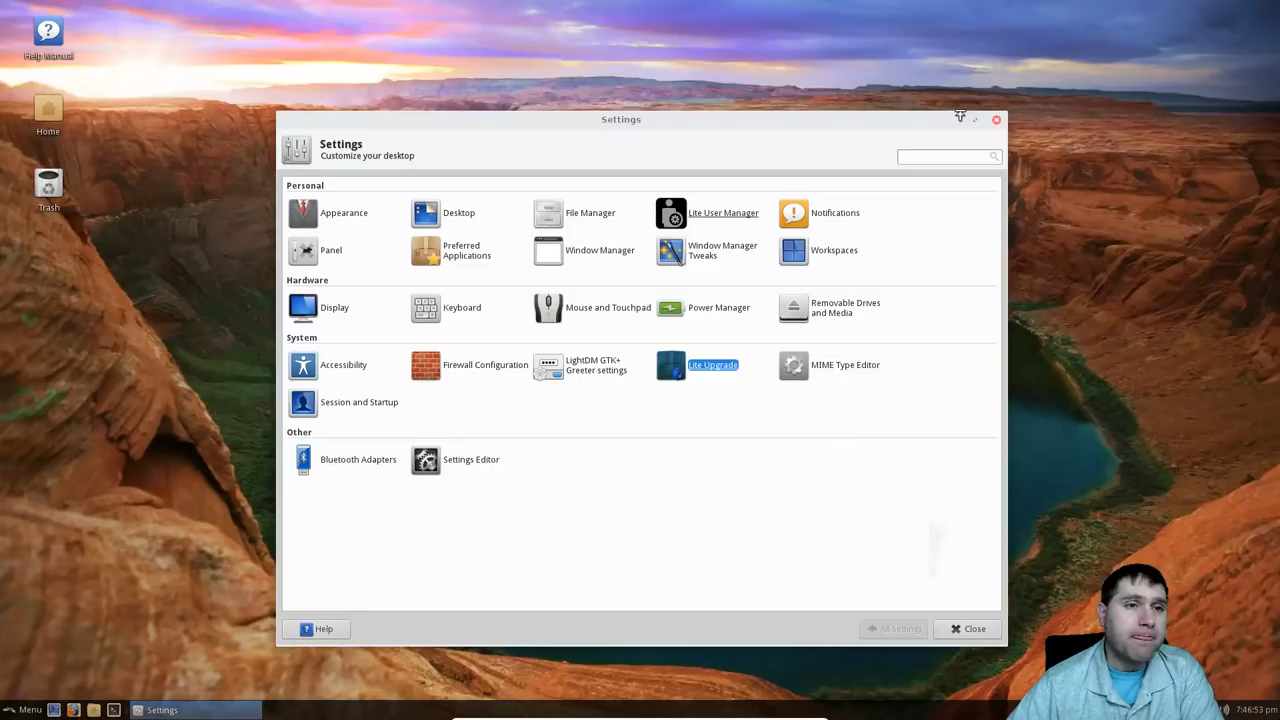 Help Manual
Home
Trash
Settings
Settings
Customize your desktop
Personal
Appearance
Desktop
File Manager
Lite User Manager
Notifications
Panel
Preferred
Applications
Window Manager
Window Manager
Tweaks
Workspaces
Hardware
Display
Keyboard
Mouse and Touchpad
Power Manager
Removable Drives
and Media
System
Accessibility
Firewall Configuration
LightDM GTK+
Greeter settings
Lite Upgrade
MIME Type Editor
Session and Startup
Other
Bluetooth Adapters
Settings Editor
Help
All Settings
Close
Menu
Settings
7:46:53 pm